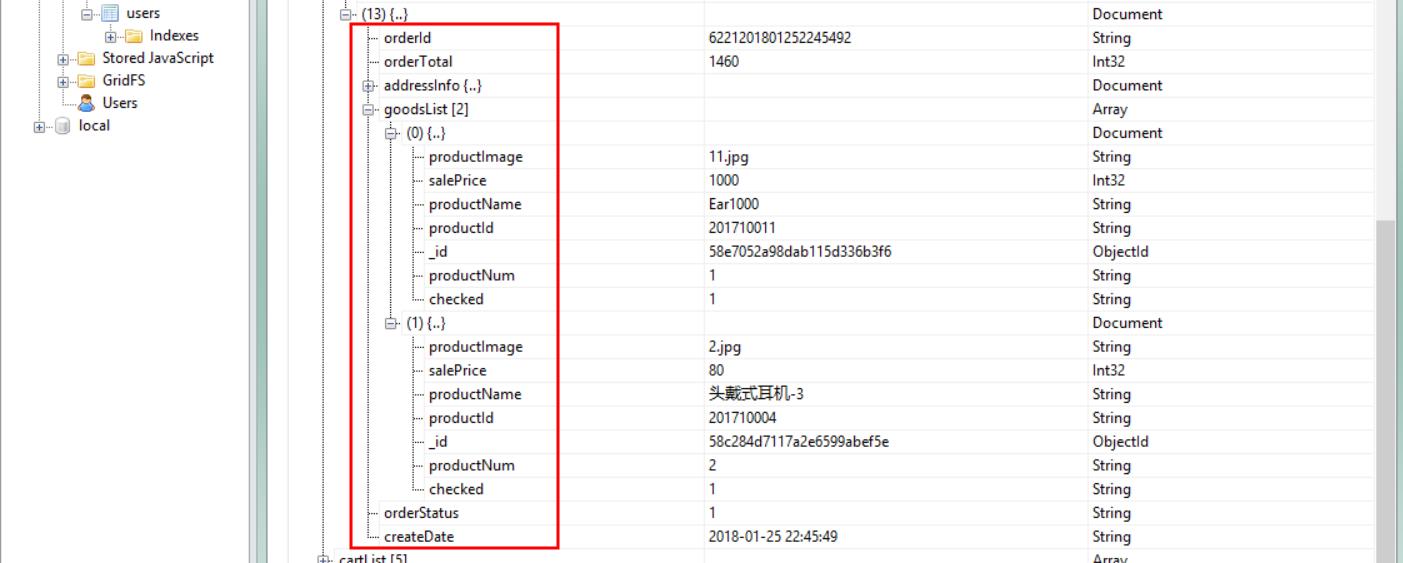 users
Indexes
Stored JavaScript
GridFS
Users
local
(13) {..} Document
orderId 6221201801252245492 String
orderTotal 1460 Int32
addressInfo {..} Document
goodsList [2] Array
(0) {..} Document
productImage 11.jpg String
salePrice 1000 Int32
productName Ear1000 String
productId 201710011 String
_id 58e7052a98dab115d336b3f6 ObjectId
productNum 1 String
checked 1 String
(1) {..} Document
productImage 2.jpg String
salePrice 80 Int32
productName 头戴式耳机-3 String
productId 201710004 String
_id 58c284d7117a2e6599abef5e ObjectId
productNum 2 String
checked 1 String
orderStatus 1 String
createDate 2018-01-25 22:45:49 String
cartList [5] Array